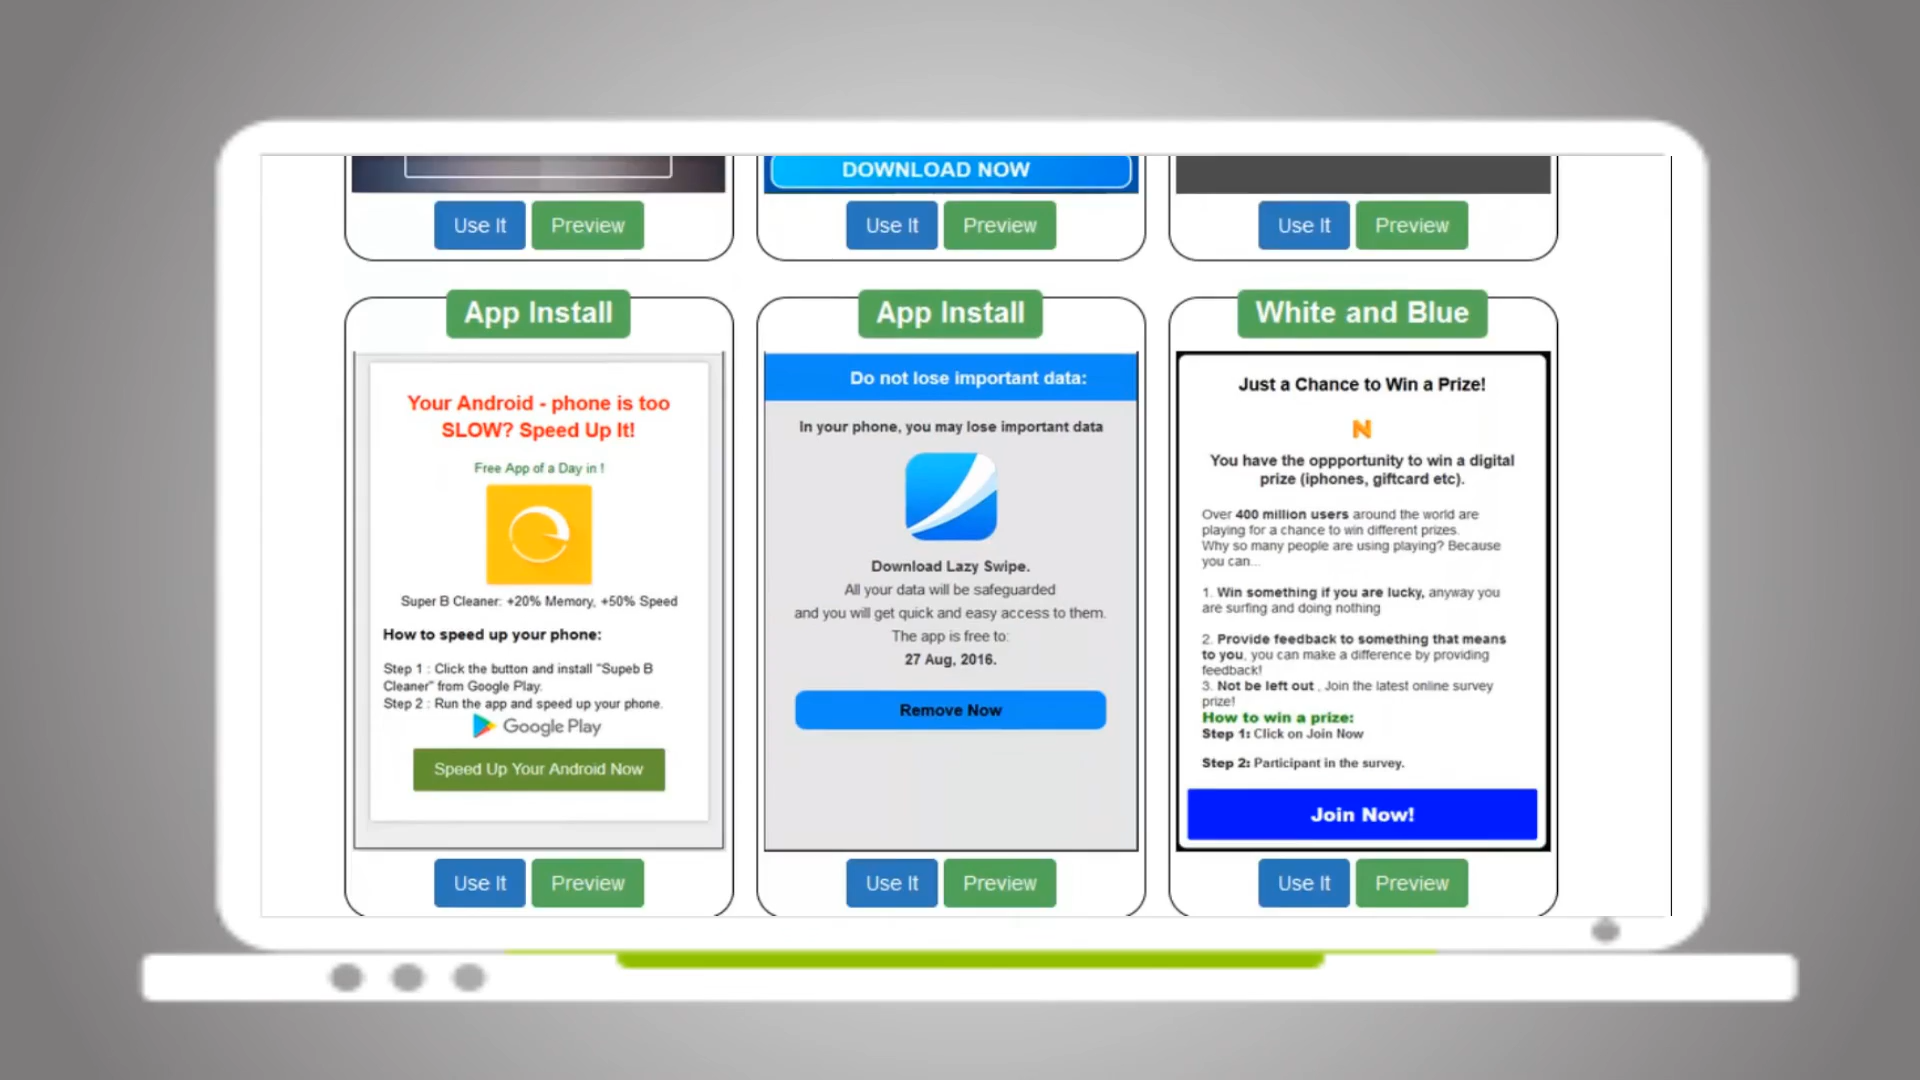 DOWNLOAD NOW
Use It Preview
Use It Preview
Use It Preview
App Install
Your Android - phone is too
SLOW? Speed Up It!
Free App of a Day in !
Super B Cleaner: +20% Memory, +50% Speed
How to speed up your phone:
Step 1 : Click the button and install "Supeb B
Cleaner" from Google Play.
Step 2 : Run the app and speed up your phone.
Google Play
Speed Up Your Android Now
Use It Preview
App Install
Do not lose important data:
In your phone, you may lose important data
Download Lazy Swipe.
All your data will be safeguarded
and you will get quick and easy access to them.
The app is free to:
27 Aug, 2016.
Remove Now
Use It Preview
White and Blue
Just a Chance to Win a Prize!
N
You have the oppportunity to win a digital
prize (iphones, giftcard etc).
Over 400 million users around the world are
playing for a chance to win different prizes.
Why so many people are using playing? Because
you can...
1. Win something if you are lucky, anyway you
are surfing and doing nothing
2. Provide feedback to something that means
to you, you can make a difference by providing
feedback!
3. Not be left out , Join the latest online survey
prize!
How to win a prize:
Step 1: Click on Join Now
Step 2: Participant in the survey.
Join Now!
Use It Preview